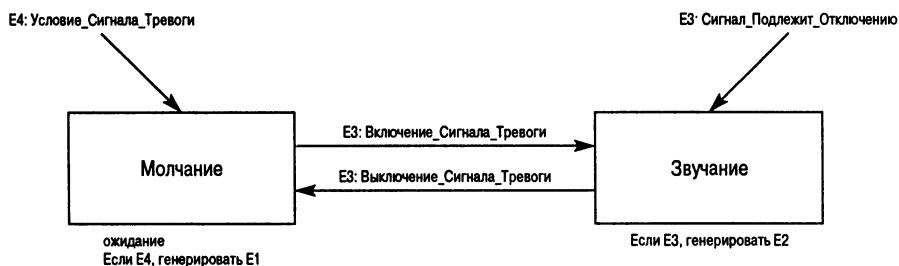 E4: Условие_Сигнала_Тревоги
E3: Сигнал_Подлежит_Отключению
E3: Включение_Сигнала_Тревоги
Молчание
Звучание
E3: Выключение_Сигнала_Тревоги
ожидание
Если E4, генерировать E1
Если E3, генерировать E2